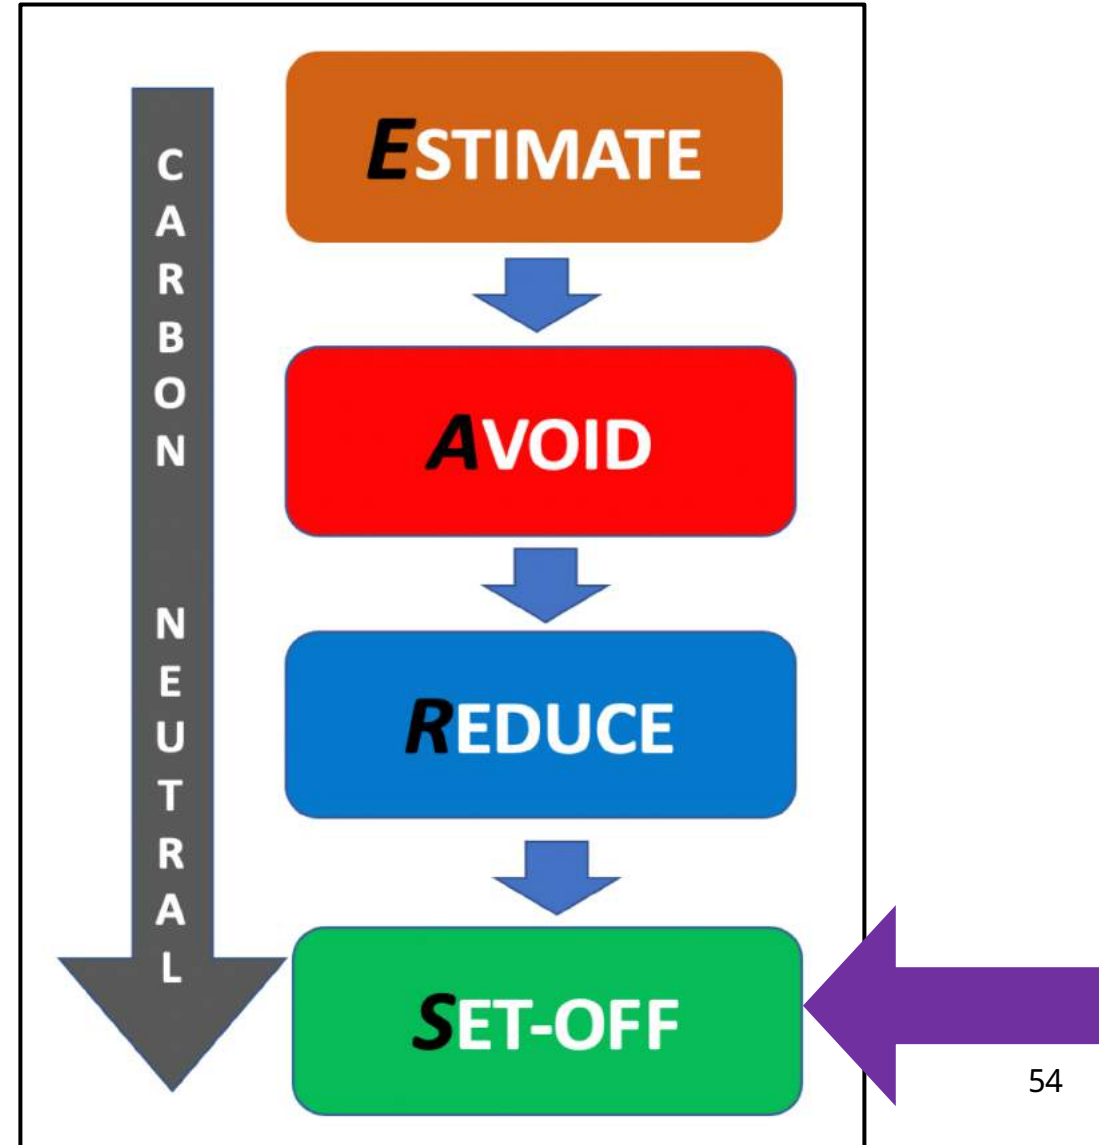 CARBON NEUTRAL
ESTIMATE
AVOID
REDUCE
SET-OFF
54